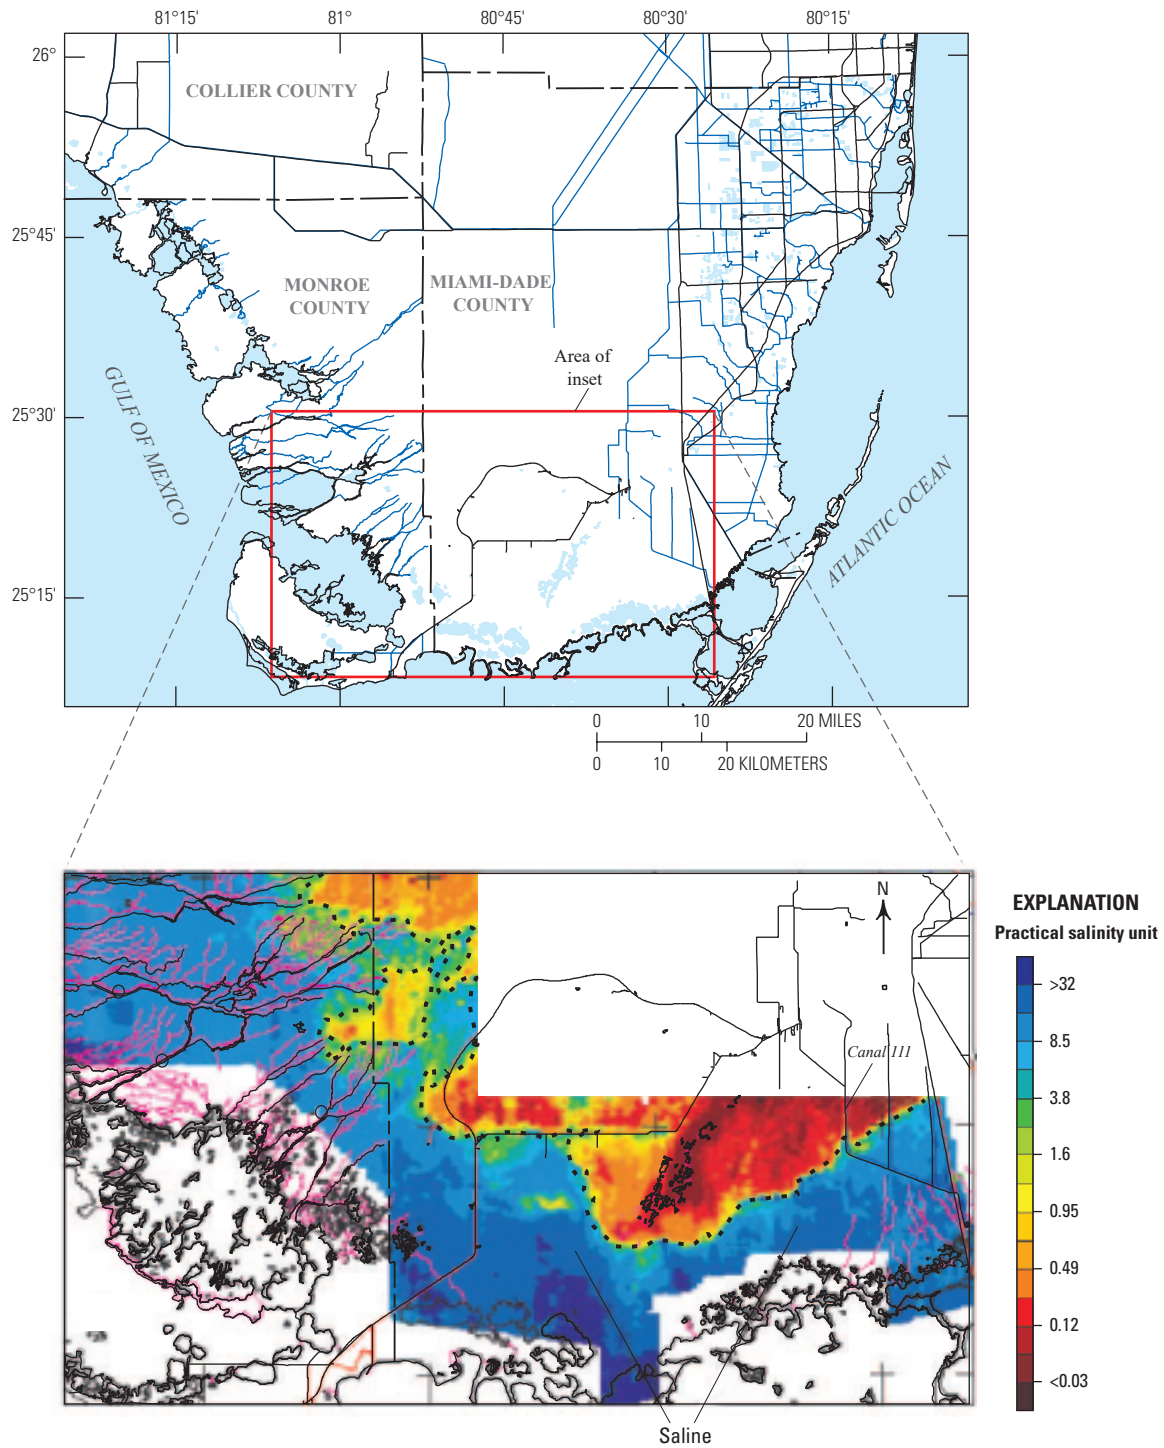 81°15' 81° 80°45' 80°30' 80°15'
26°
COLLIER COUNTY
25°45'
MONROE
COUNTY
MIAMI-DADE
COUNTY
Area of
inset
GULF OF MEXICO
25°30'
ATLANTIC OCEAN
25°15'
0 10 20 MILES
0 10 20 KILOMETERS
N
Canal 111
Saline
EXPLANATION
Practical salinity unit
>32
8.5
3.8
1.6
0.95
0.49
0.12
<0.03